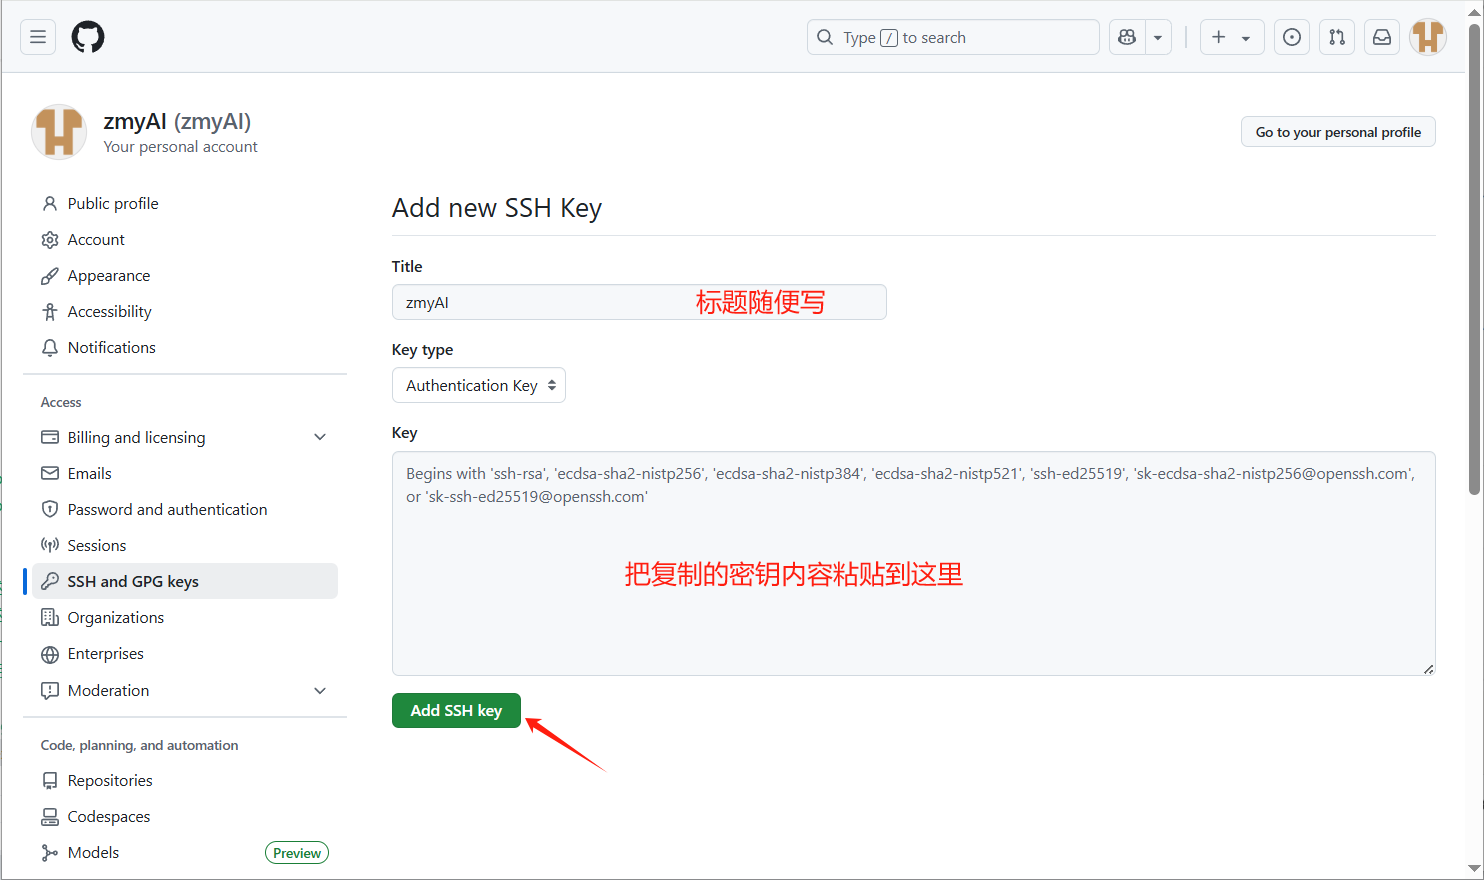 Type / to search
zmyAI (zmyAI)
Your personal account
Go to your personal profile
Public profile
Account
Appearance
Accessibility
Notifications
Access
Billing and licensing
Emails
Password and authentication
Sessions
SSH and GPG keys
Organizations
Enterprises
Moderation
Code, planning, and automation
Repositories
Codespaces
Models
Preview
Add new SSH Key
Title
zmyAI
标题随便写
Key type
Authentication Key
Key
Begins with 'ssh-rsa', 'ecdsa-sha2-nistp256', 'ecdsa-sha2-nistp384', 'ecdsa-sha2-nistp521', 'ssh-ed25519', 'sk-ecdsa-sha2-nistp256@openssh.com',
or 'sk-ssh-ed25519@openssh.com'
把复制的密钥内容粘贴到这里
Add SSH key